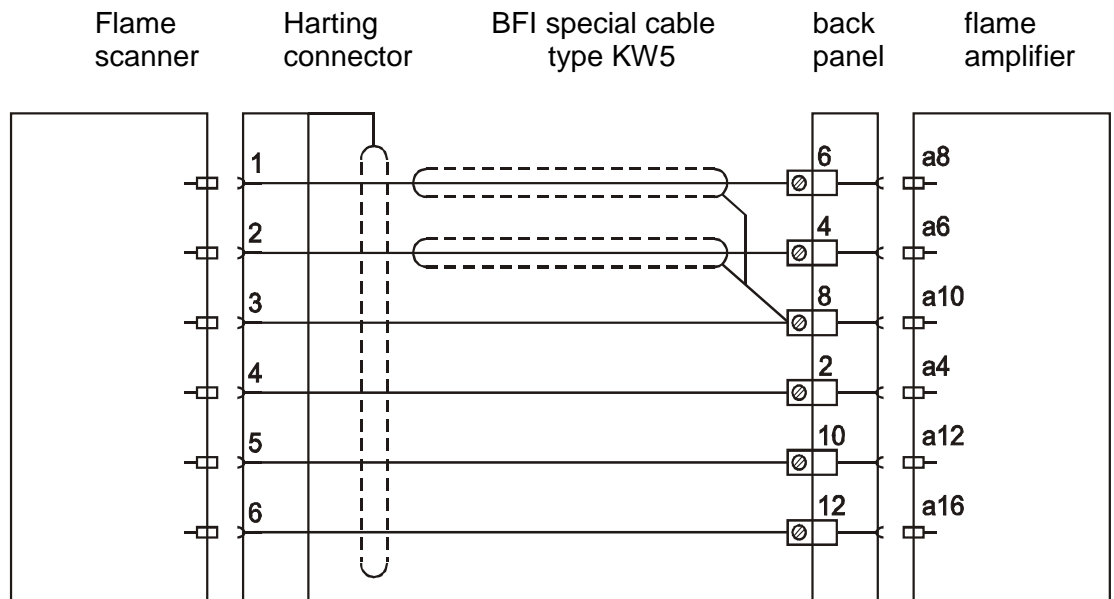 Flame scanner
Harting connector
BFI special cable type KW5
back panel
flame amplifier
1 6 a8
2 4 a6
3 8 a10
4 2 a4
5 10 a12
6 12 a16